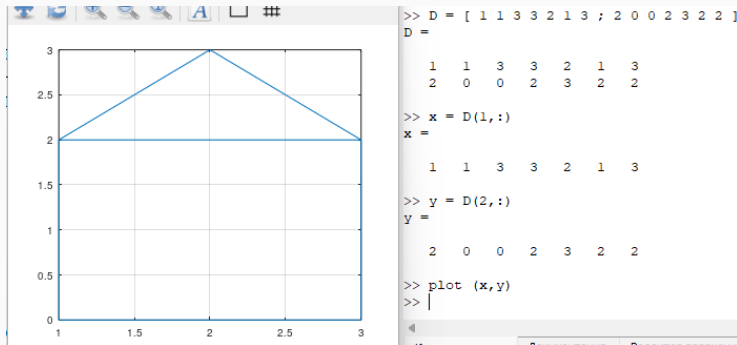 A
3
2.5
2
1.5
1
0.5
0
1 1.5 2 2.5 3
>> D = [ 1 1 3 3 2 1 3 ; 2 0 0 2 3 2 2 ]
D =
1 1 3 3 2 1 3
2 0 0 2 3 2 2
>> x = D(1,:)
x =
1 1 3 3 2 1 3
>> y = D(2,:)
y =
2 0 0 2 3 2 2
>> plot (x,y)
>>